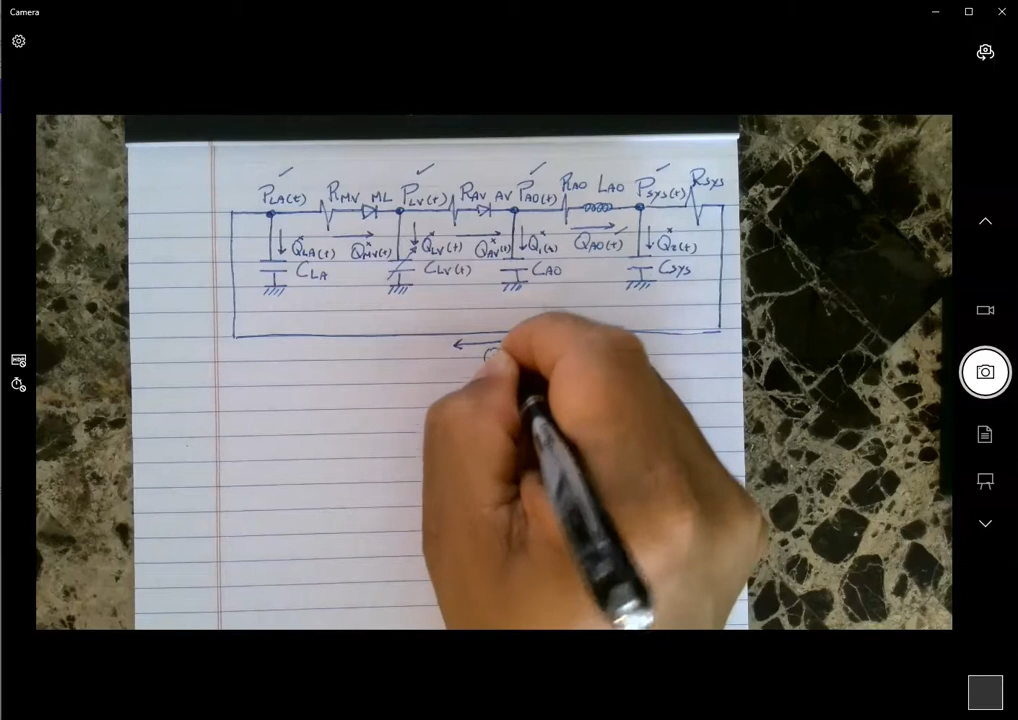 Camera
PLA(t) RMV ML PLV(t) RAV AV PAO(t) RAO LAO PSYS(t) RSYS
QLA(t) QMV(t) QLV(t) QAV(t) Q1(t) QAO(t) Q2(t)
CLA CLV(t) CAO CSYS